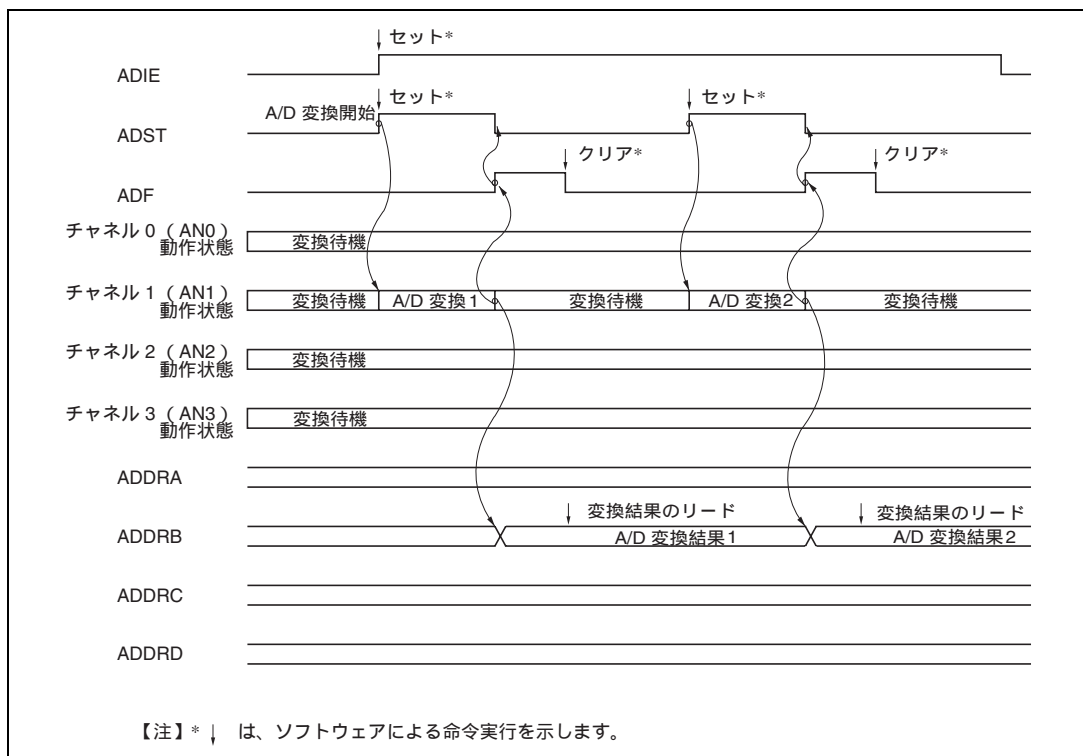 セット*
ADIE
セット*
セット*
A/D 変換開始
ADST
クリア*
クリア*
ADF
チャネル 0 ( AN0 )
動作状態
変換待機
チャネル 1 ( AN1 )
動作状態
変換待機
A/D 変換 1
変換待機
A/D 変換2
変換待機
チャネル 2 ( AN2 )
動作状態
変換待機
チャネル 3 ( AN3 )
動作状態
変換待機
ADDRA
変換結果のリード
変換結果のリード
ADDRB
A/D 変換結果1
A/D 変換結果2
ADDRC
ADDRD
【注】* ↓ は、ソフトウェアによる命令実行を示します。